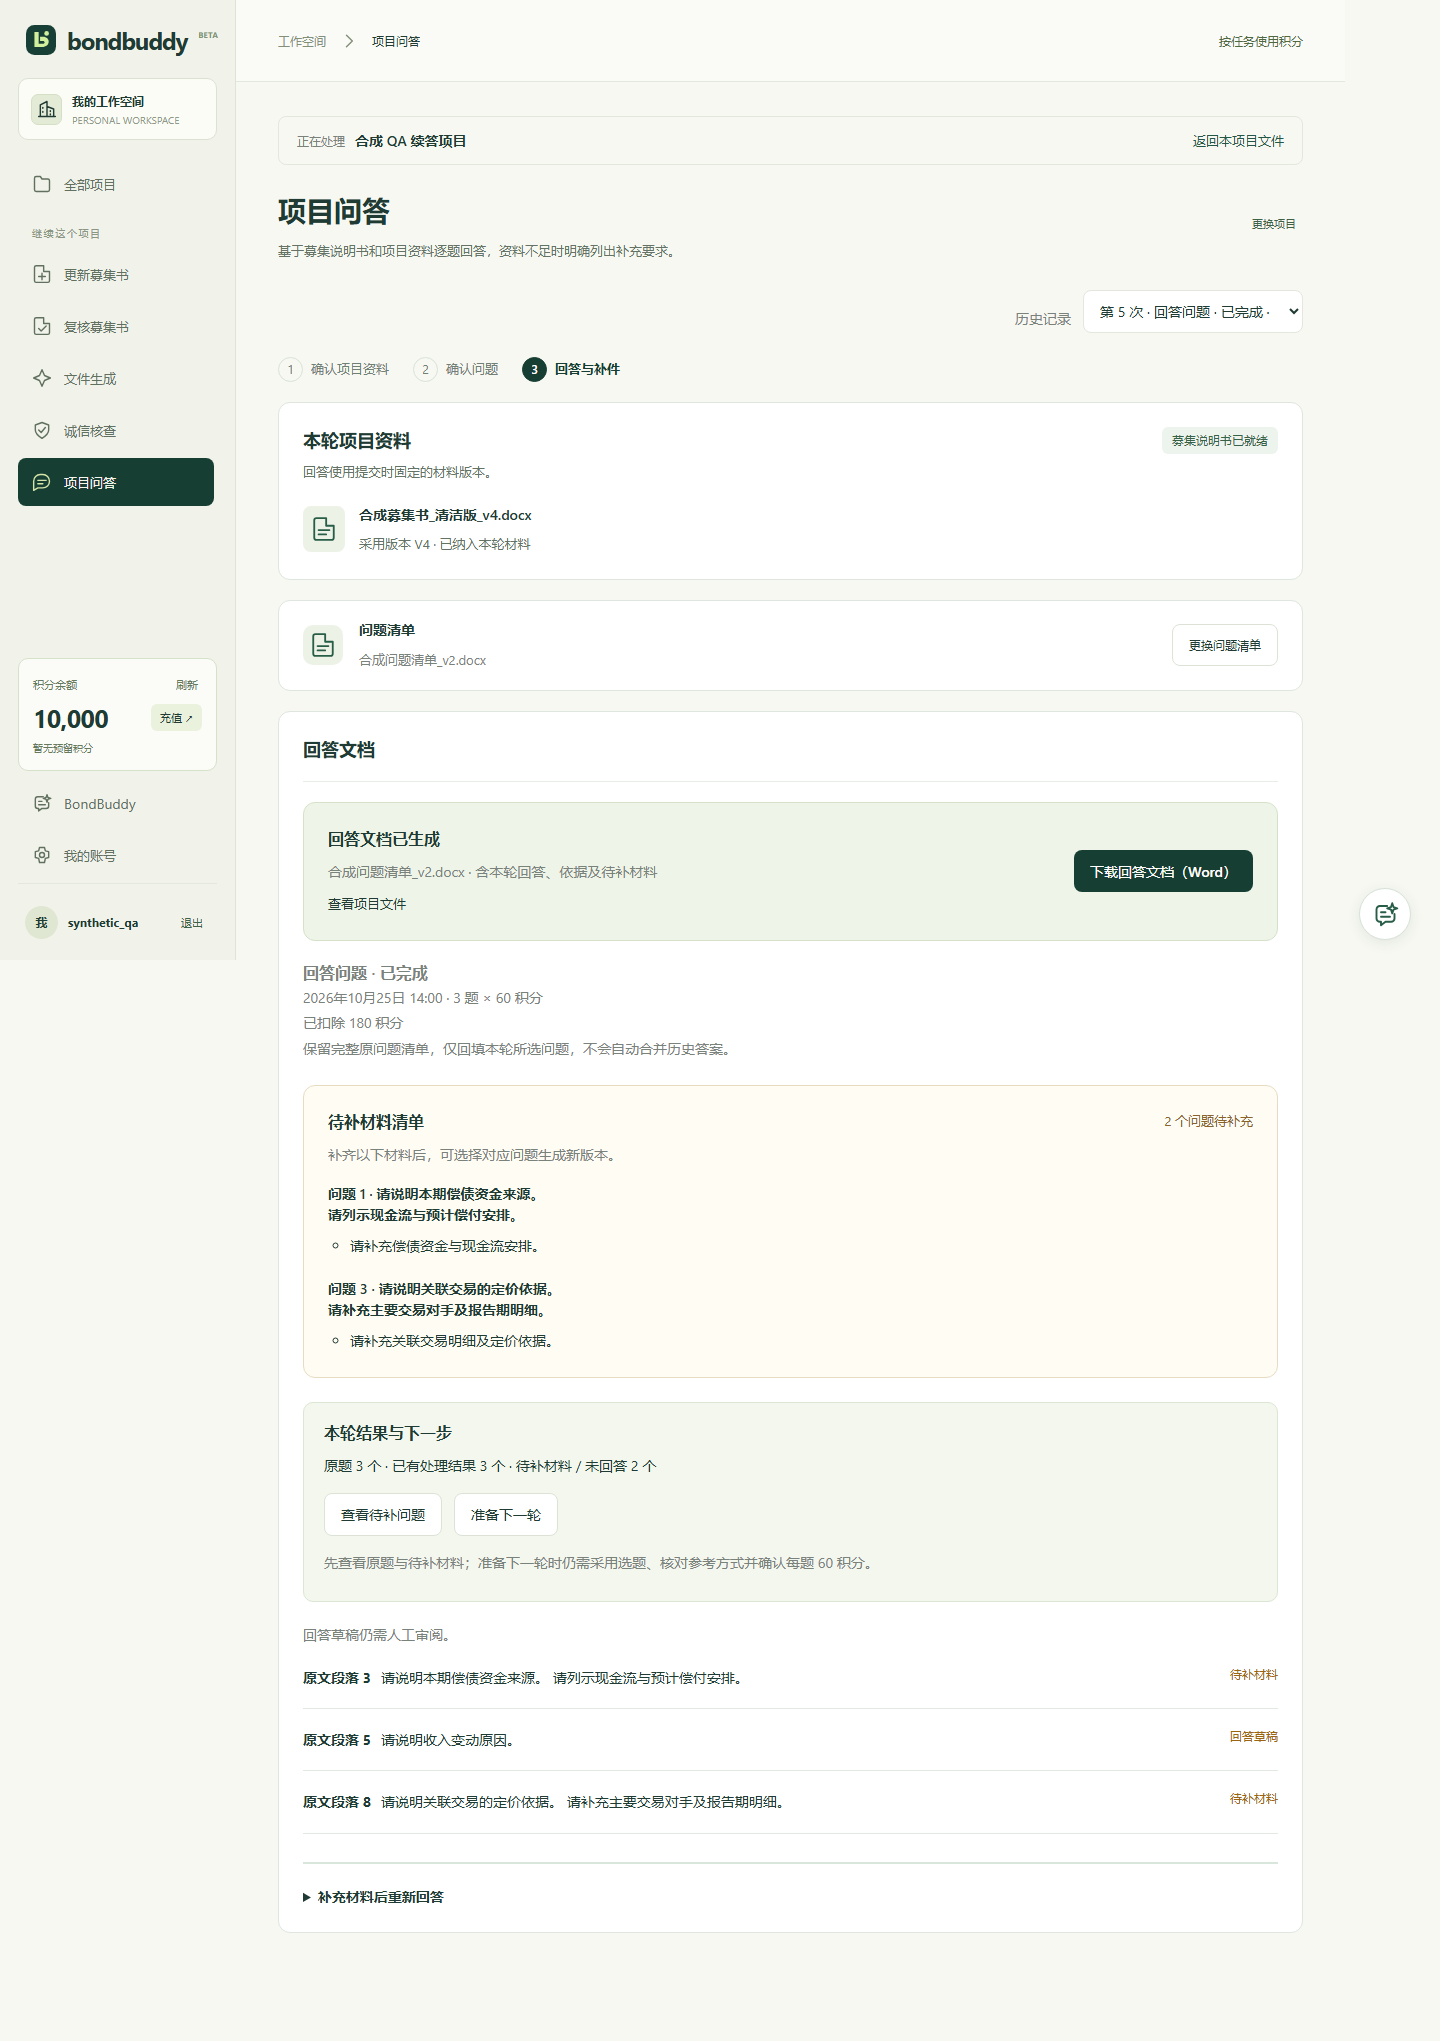 bondbuddy BETA
我的工作空间
PERSONAL WORKSPACE
全部项目
继续这个项目
更新募集书
复核募集书
文件生成
诚信核查
项目问答
积分余额 刷新
10,000 充值 ↗
暂无预留积分
BondBuddy
我的账号
我 synthetic_qa 退出
工作空间 项目问答 按任务使用积分
正在处理 合成 QA 续答项目 返回本项目文件
项目问答
更换项目
基于募集说明书和项目资料逐题回答，资料不足时明确列出补充要求。
历史记录 第 5 次 · 回答问题 · 已完成 ·
1 确认项目资料 2 确认问题 3 回答与补件
本轮项目资料 募集说明书已就绪
回答使用提交时固定的材料版本。
合成募集书_清洁版_v4.docx
采用版本 V4 · 已纳入本轮材料
问题清单
合成问题清单_v2.docx
更换问题清单
回答文档
回答文档已生成
合成问题清单_v2.docx · 含本轮回答、依据及待补材料
下载回答文档（Word）
查看项目文件
回答问题 · 已完成
2026年10月25日 14:00 · 3 题 × 60 积分
已扣除 180 积分
保留完整原问题清单，仅回填本轮所选问题，不会自动合并历史答案。
待补材料清单 2 个问题待补充
补齐以下材料后，可选择对应问题生成新版本。
问题 1 · 请说明本期偿债资金来源。
请列示现金流与预计偿付安排。
请补充偿债资金与现金流安排。
问题 3 · 请说明关联交易的定价依据。
请补充主要交易对手及报告期明细。
请补充关联交易明细及定价依据。
本轮结果与下一步
原题 3 个 · 已有处理结果 3 个 · 待补材料 / 未回答 2 个
查看待补问题 准备下一轮
先查看原题与待补材料；准备下一轮时仍需采用选题、核对参考方式并确认每题 60 积分。
回答草稿仍需人工审阅。
原文段落 3 请说明本期偿债资金来源。 请列示现金流与预计偿付安排。 待补材料
原文段落 5 请说明收入变动原因。 回答草稿
原文段落 8 请说明关联交易的定价依据。 请补充主要交易对手及报告期明细。 待补材料
补充材料后重新回答